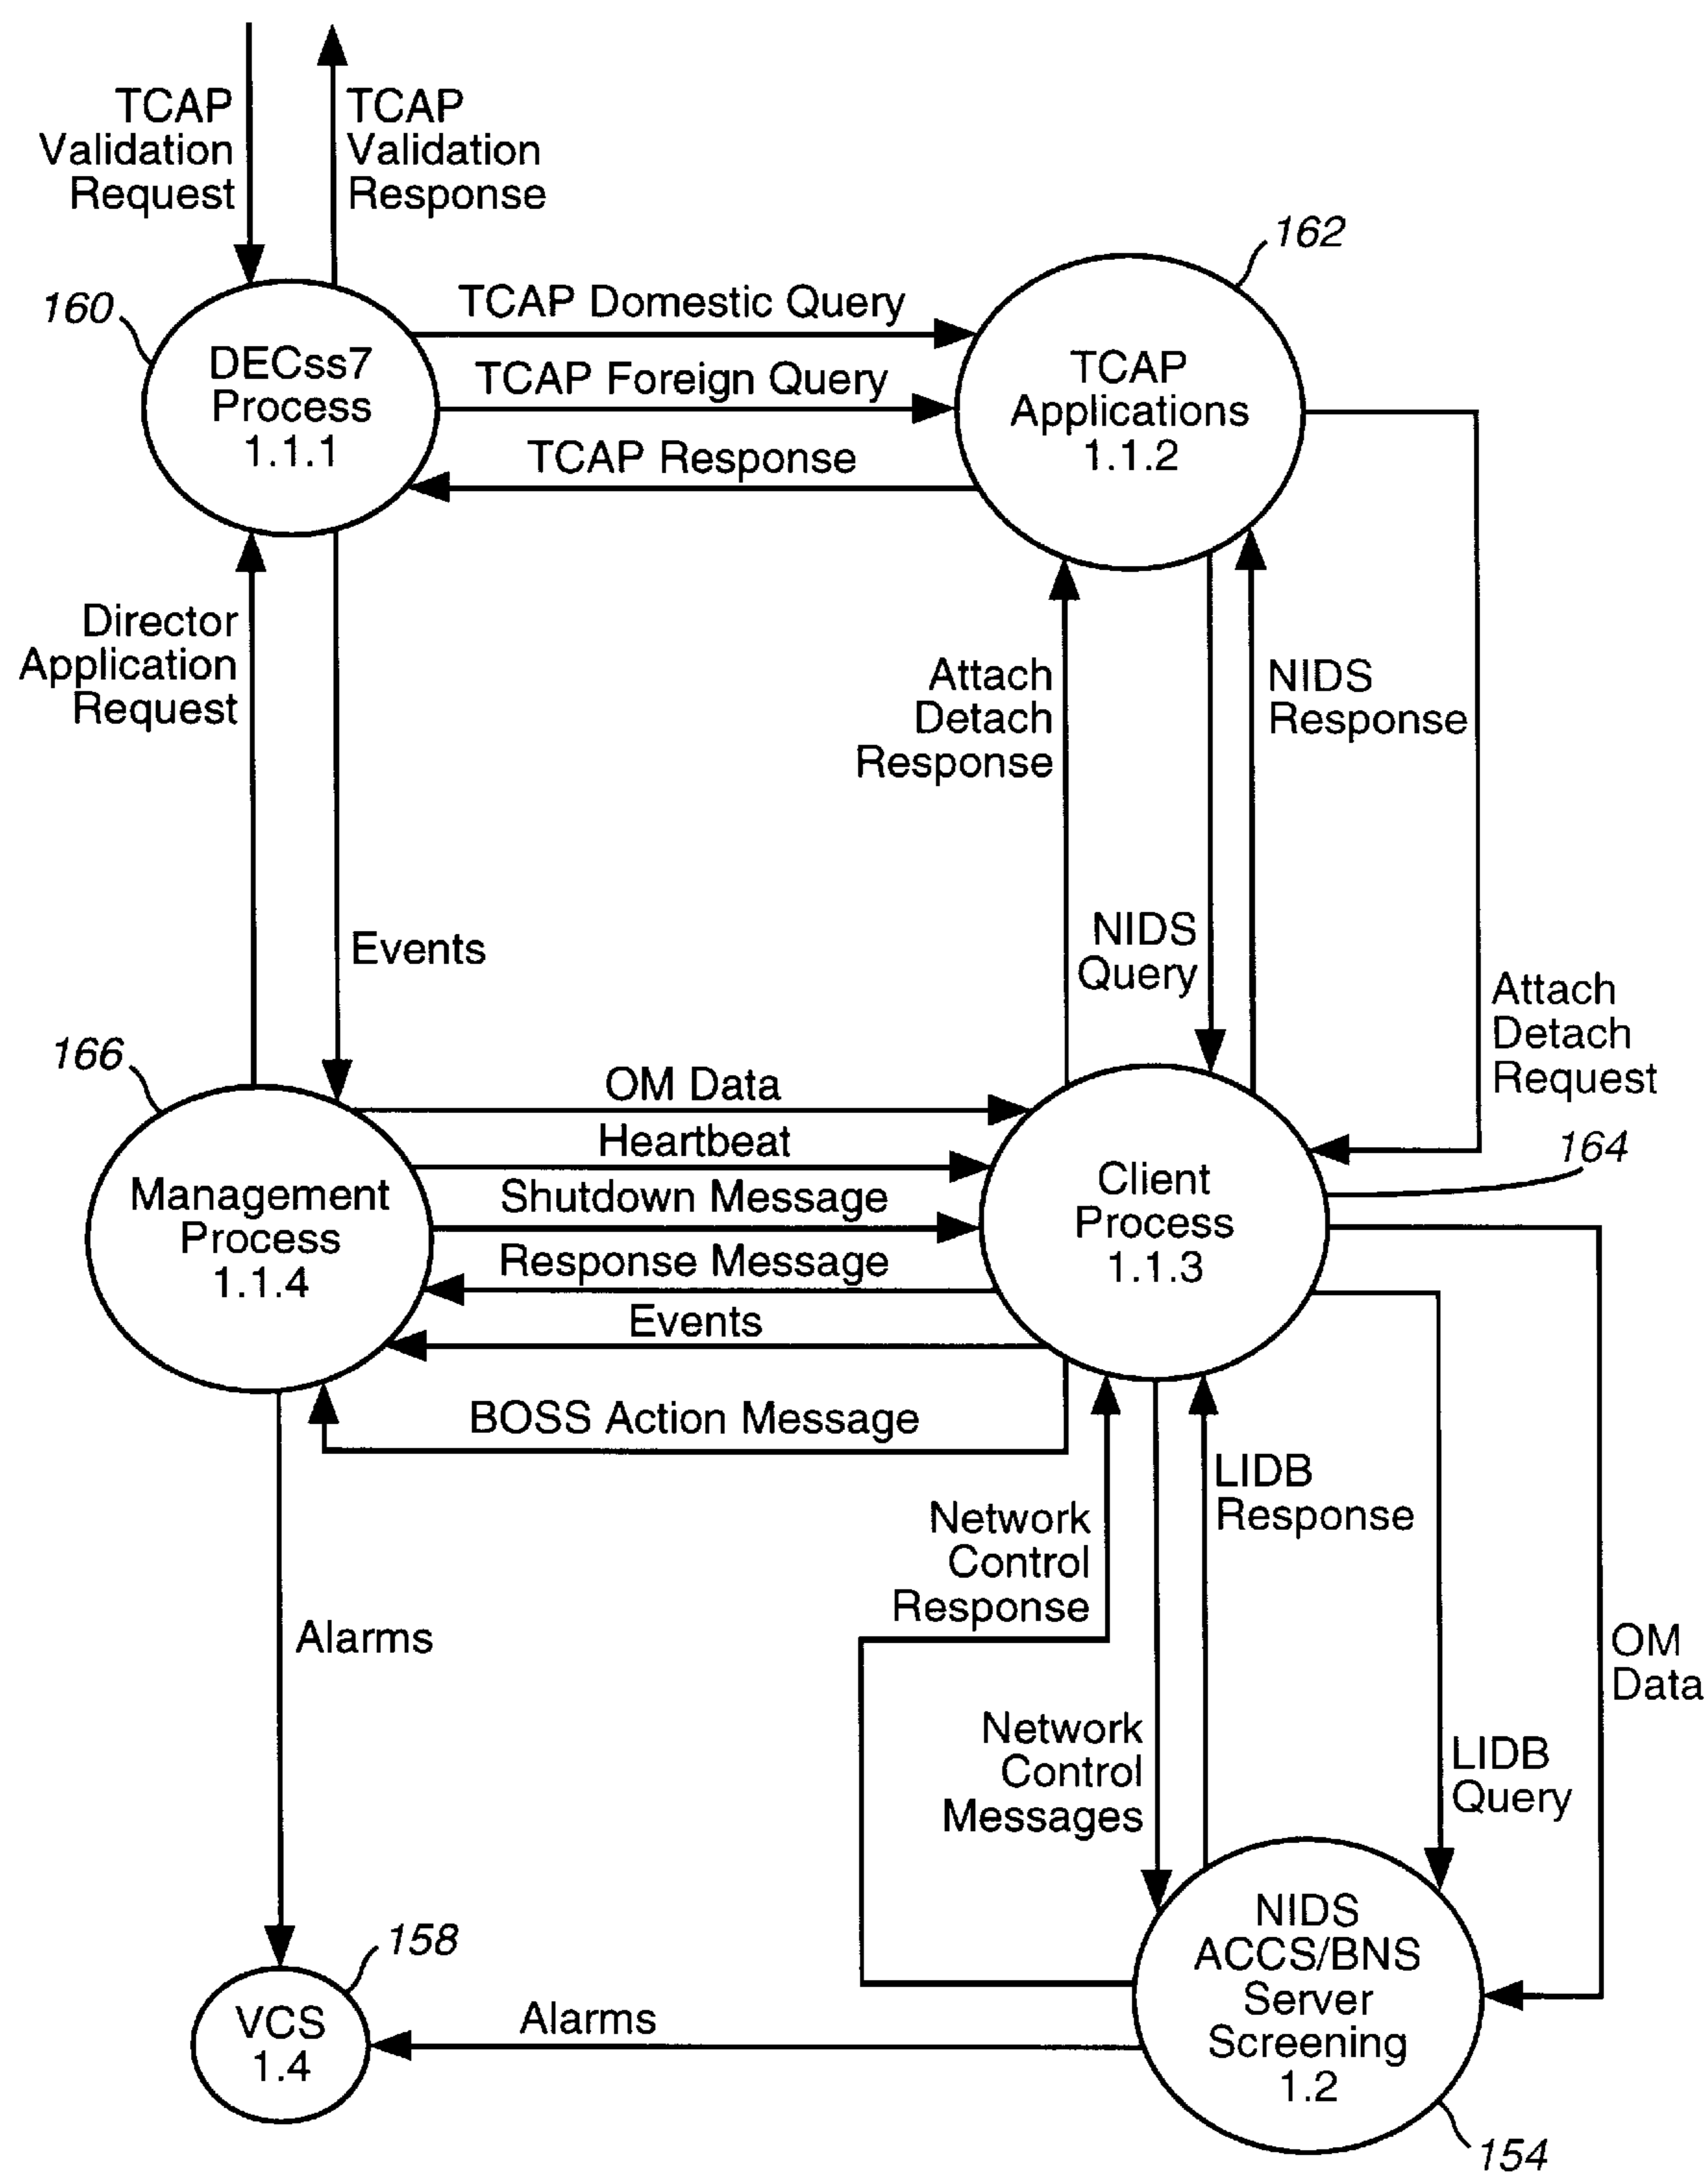 TCAP
Validation
Request
TCAP
Validation
Response
160
DECss7
Process
1.1.1
TCAP Domestic Query
TCAP Foreign Query
TCAP Response
162
TCAP
Applications
1.1.2
Director
Application
Request
Events
Attach
Detach
Response
NIDS
Query
NIDS
Response
Attach
Detach
Request
166
Management
Process
1.1.4
OM Data
Heartbeat
Shutdown Message
Response Message
Events
BOSS Action Message
164
Client
Process
1.1.3
Network
Control
Response
Network
Control
Messages
LIDB
Response
LIDB
Query
OM
Data
Alarms
158
VCS
1.4
Alarms
NIDS
ACCS/BNS
Server
Screening
1.2
154